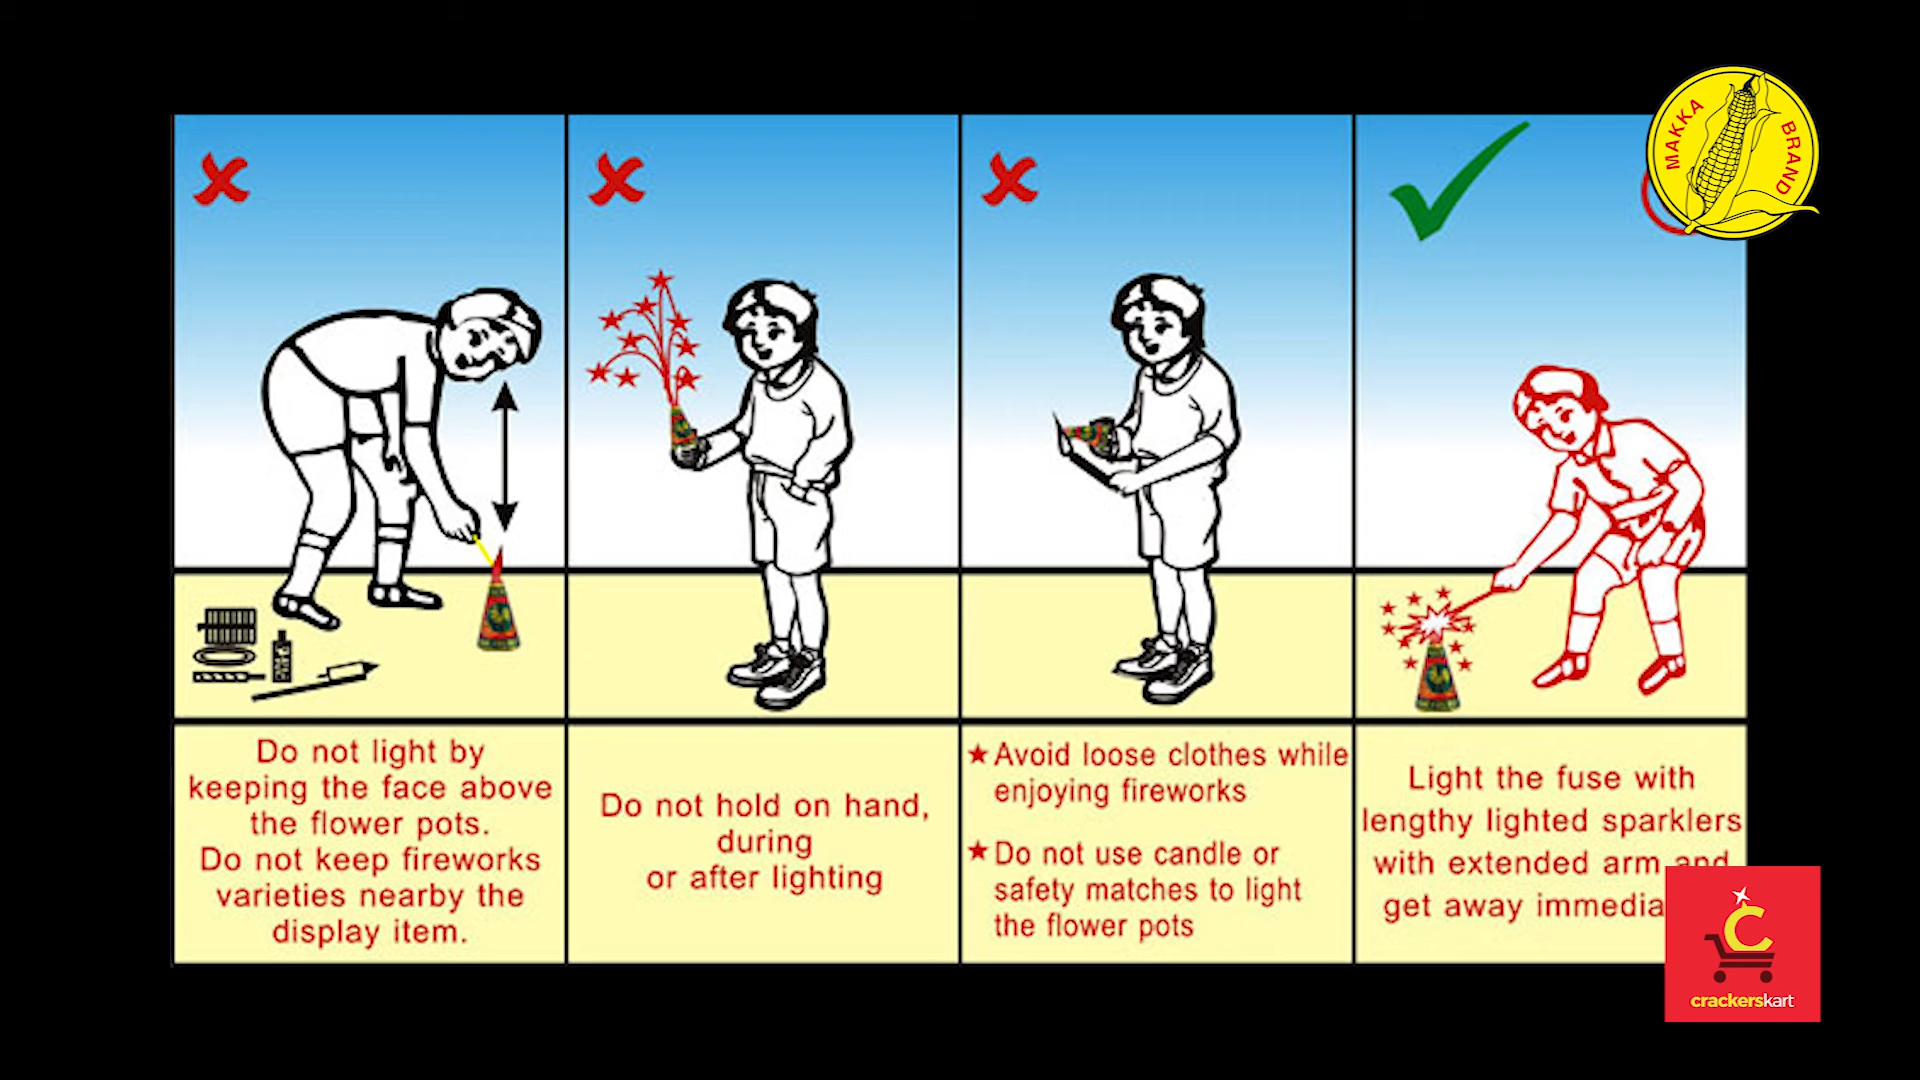 MAKKA BRAND
Do not light by
keeping the face above
the flower pots.
Do not keep fireworks
varieties nearby the
display item.
Do not hold on hand,
during
or after lighting
★ Avoid loose clothes while
enjoying fireworks
★ Do not use candle or
safety matches to light
the flower pots
Light the fuse with
lengthy lighted sparklers
with extended arm and
get away immedia
C
crackerskart